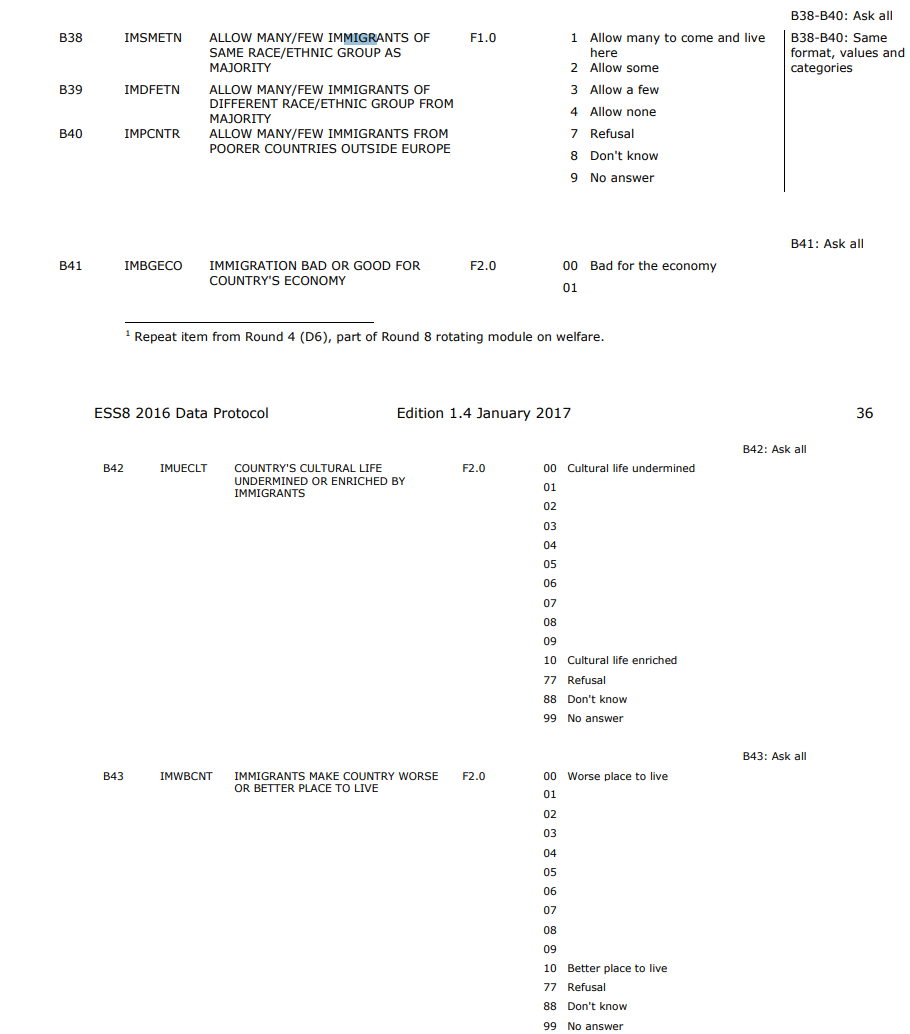 B38-B40: Ask all
B38 IMSMETN ALLOW MANY/FEW IMMIGRANTS OF F1.0 1 Allow many to come and live B38-B40: Same
SAME RACE/ETHNIC GROUP AS here format, values and
MAJORITY 2 Allow some categories
B39 IMDFETN ALLOW MANY/FEW IMMIGRANTS OF 3 Allow a few
DIFFERENT RACE/ETHNIC GROUP FROM
MAJORITY 4 Allow none
B40 IMPCNTR ALLOW MANY/FEW IMMIGRANTS FROM 7 Refusal
POORER COUNTRIES OUTSIDE EUROPE
8 Don't know
9 No answer
B41: Ask all
B41 IMBGECO IMMIGRATION BAD OR GOOD FOR F2.0 00 Bad for the economy
COUNTRY'S ECONOMY
01
1 Repeat item from Round 4 (D6), part of Round 8 rotating module on welfare.
ESS8 2016 Data Protocol Edition 1.4 January 2017 36
B42: Ask all
B42 IMUECLT COUNTRY'S CULTURAL LIFE F2.0 00 Cultural life undermined
UNDERMINED OR ENRICHED BY
IMMIGRANTS
01
02
03
04
05
06
07
08
09
10 Cultural life enriched
77 Refusal
88 Don't know
99 No answer
B43: Ask all
B43 IMWBCNT IMMIGRANTS MAKE COUNTRY WORSE F2.0 00 Worse place to live
OR BETTER PLACE TO LIVE
01
02
03
04
05
06
07
08
09
10 Better place to live
77 Refusal
88 Don't know
99 No answer